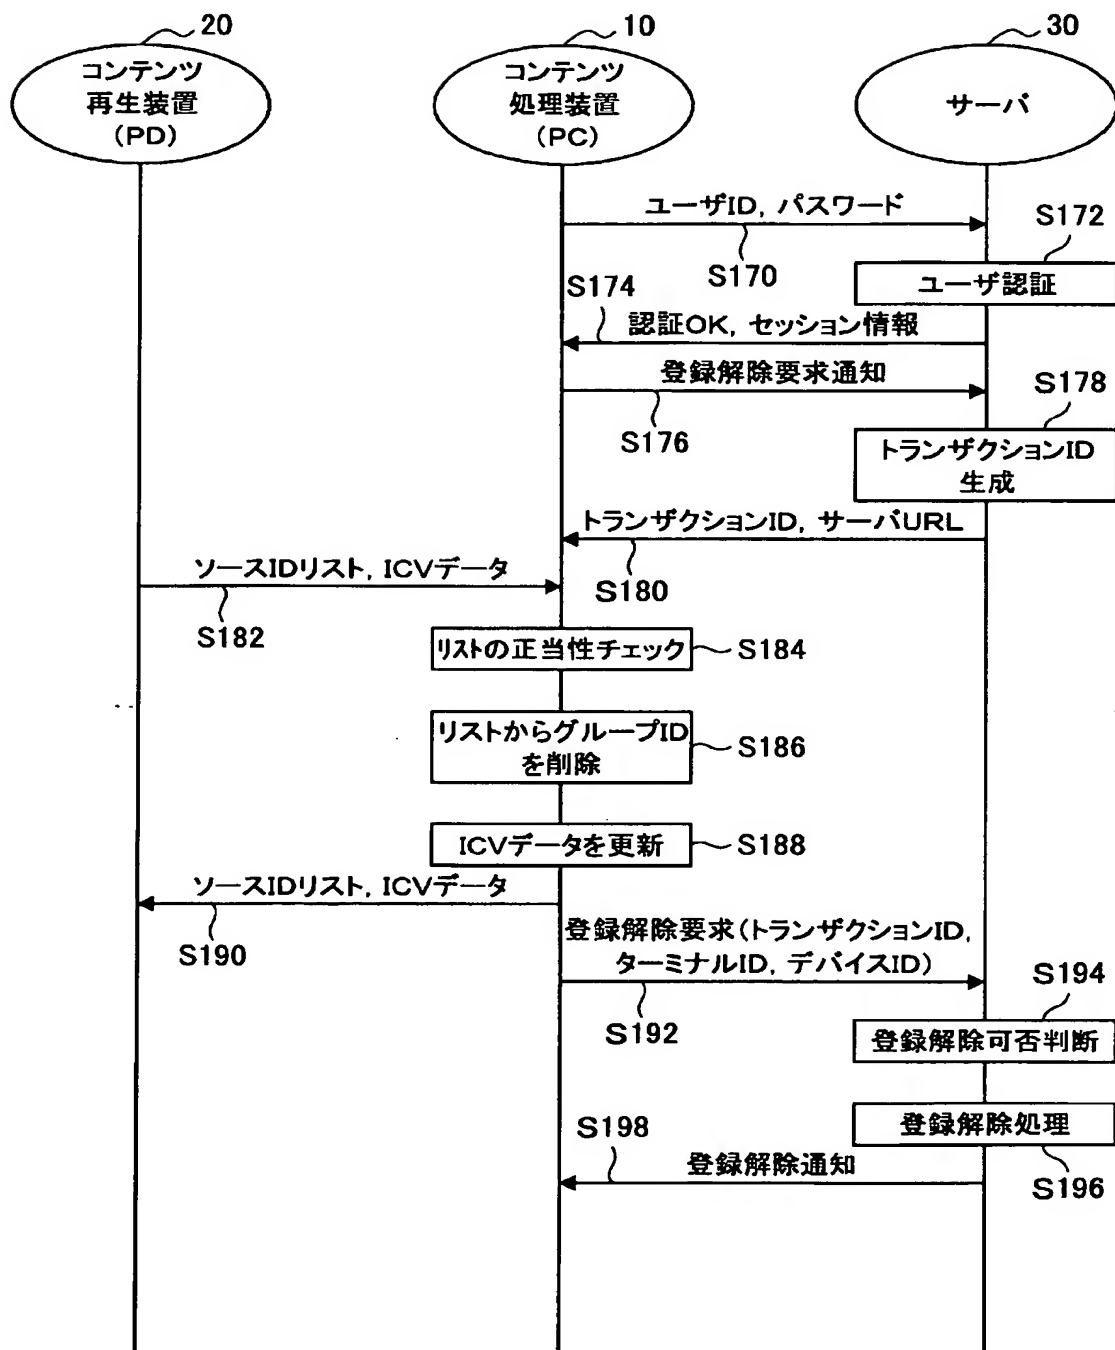 20
10
30
コンテンツ
再生装置
(PD)
コンテンツ
処理装置
(PC)
サーバ
ユーザID, パスワード
S170
S172
ユーザ認証
S174
認証OK, セッション情報
登録解除要求通知
S176
S178
トランザクションID
生成
トランザクションID, サーバURL
S180
ソースIDリスト, ICVデータ
S182
リストの正当性チェック
S184
リストからグループID
を削除
S186
ICVデータを更新
S188
ソースIDリスト, ICVデータ
S190
登録解除要求(トランザクションID,
ターミナルID, デバイスID)
S192
S194
登録解除可否判断
登録解除処理
S196
S198
登録解除通知